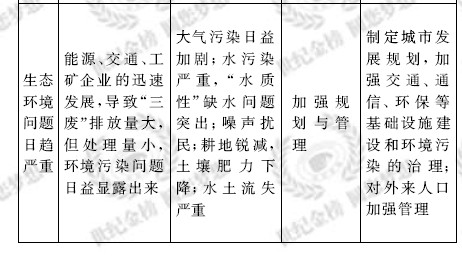 生态
环境
问题
日趋
严重
能源、交通、工
矿企业的迅速
发展,导致“三
废”排放量大,
但处理量小,
环境污染问题
日益显露出来
大气污染日益
加剧;水污染
严重,“水质
性”缺水问题
突出;噪声扰
民;耕地锐减,
土壤肥力下
降;水土流失
严重
加强规
划与管
理
制定城市发
展规划,加
强交通、通
信、环保等
基础设施建
设和环境污
染的治理;
对外来人口
加强管理
世纪金榜